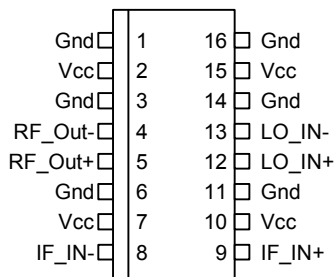 Gnd 1 16 Gnd
Vcc 2 15 Vcc
Gnd 3 14 Gnd
RF_Out- 4 13 LO_IN-
RF_Out+ 5 12 LO_IN+
Gnd 6 11 Gnd
Vcc 7 10 Vcc
IF_IN- 8 9 IF_IN+